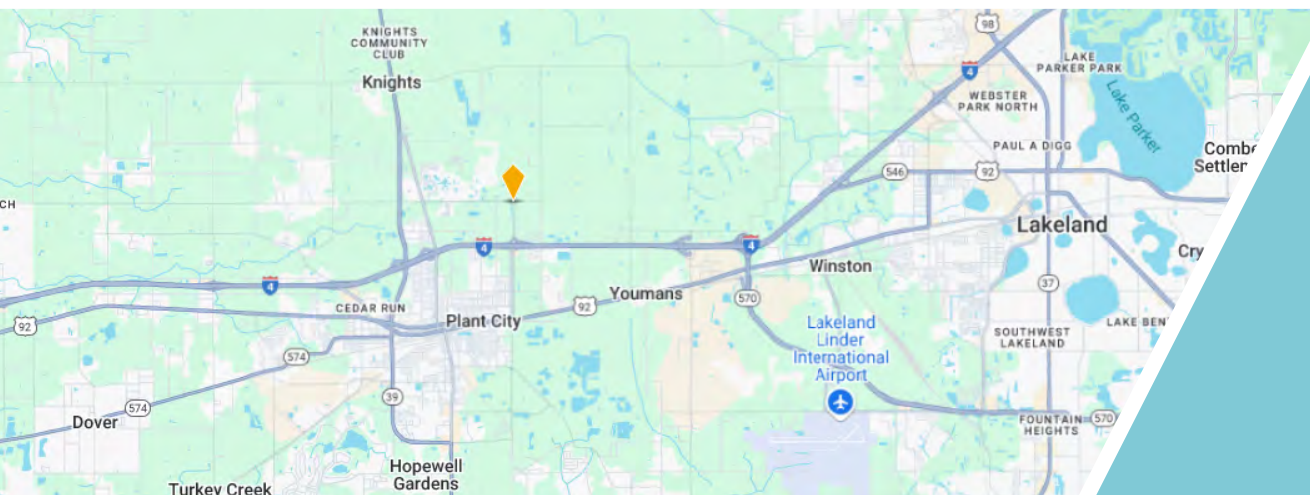 KNIGHTS
COMMUNITY
CLUB
Knights
98
LAKE
PARKER PARK
4
WEBSTER
PARK NORTH
Lake Parker
PAUL A DIGG
Combe
Settler
546
92
CH
Lakeland
4
4
Cry
Winston
4
Youmans
570
37
CEDAR RUN
92
92
Plant City
Lakeland
Linder
International
Airport
LAKE BEN
SOUTHWEST
LAKELAND
574
39
574
Dover
FOUNTAIN
HEIGHTS
570
Hopewell
Gardens
Turkey Creek